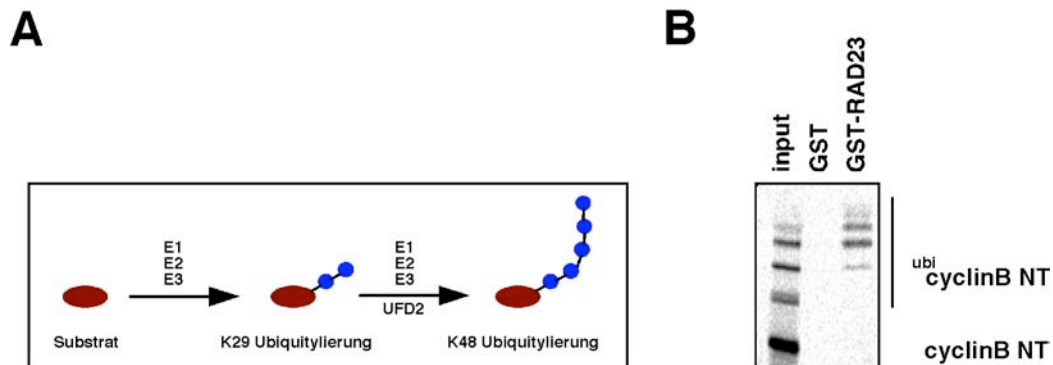 A
E1
E2
E3
E1
E2
E3
UFD2
Substrat
K29 Ubiquitylierung
K48 Ubiquitylierung
B
input
GST
GST-RAD23
ubi cyclinB NT
cyclinB NT